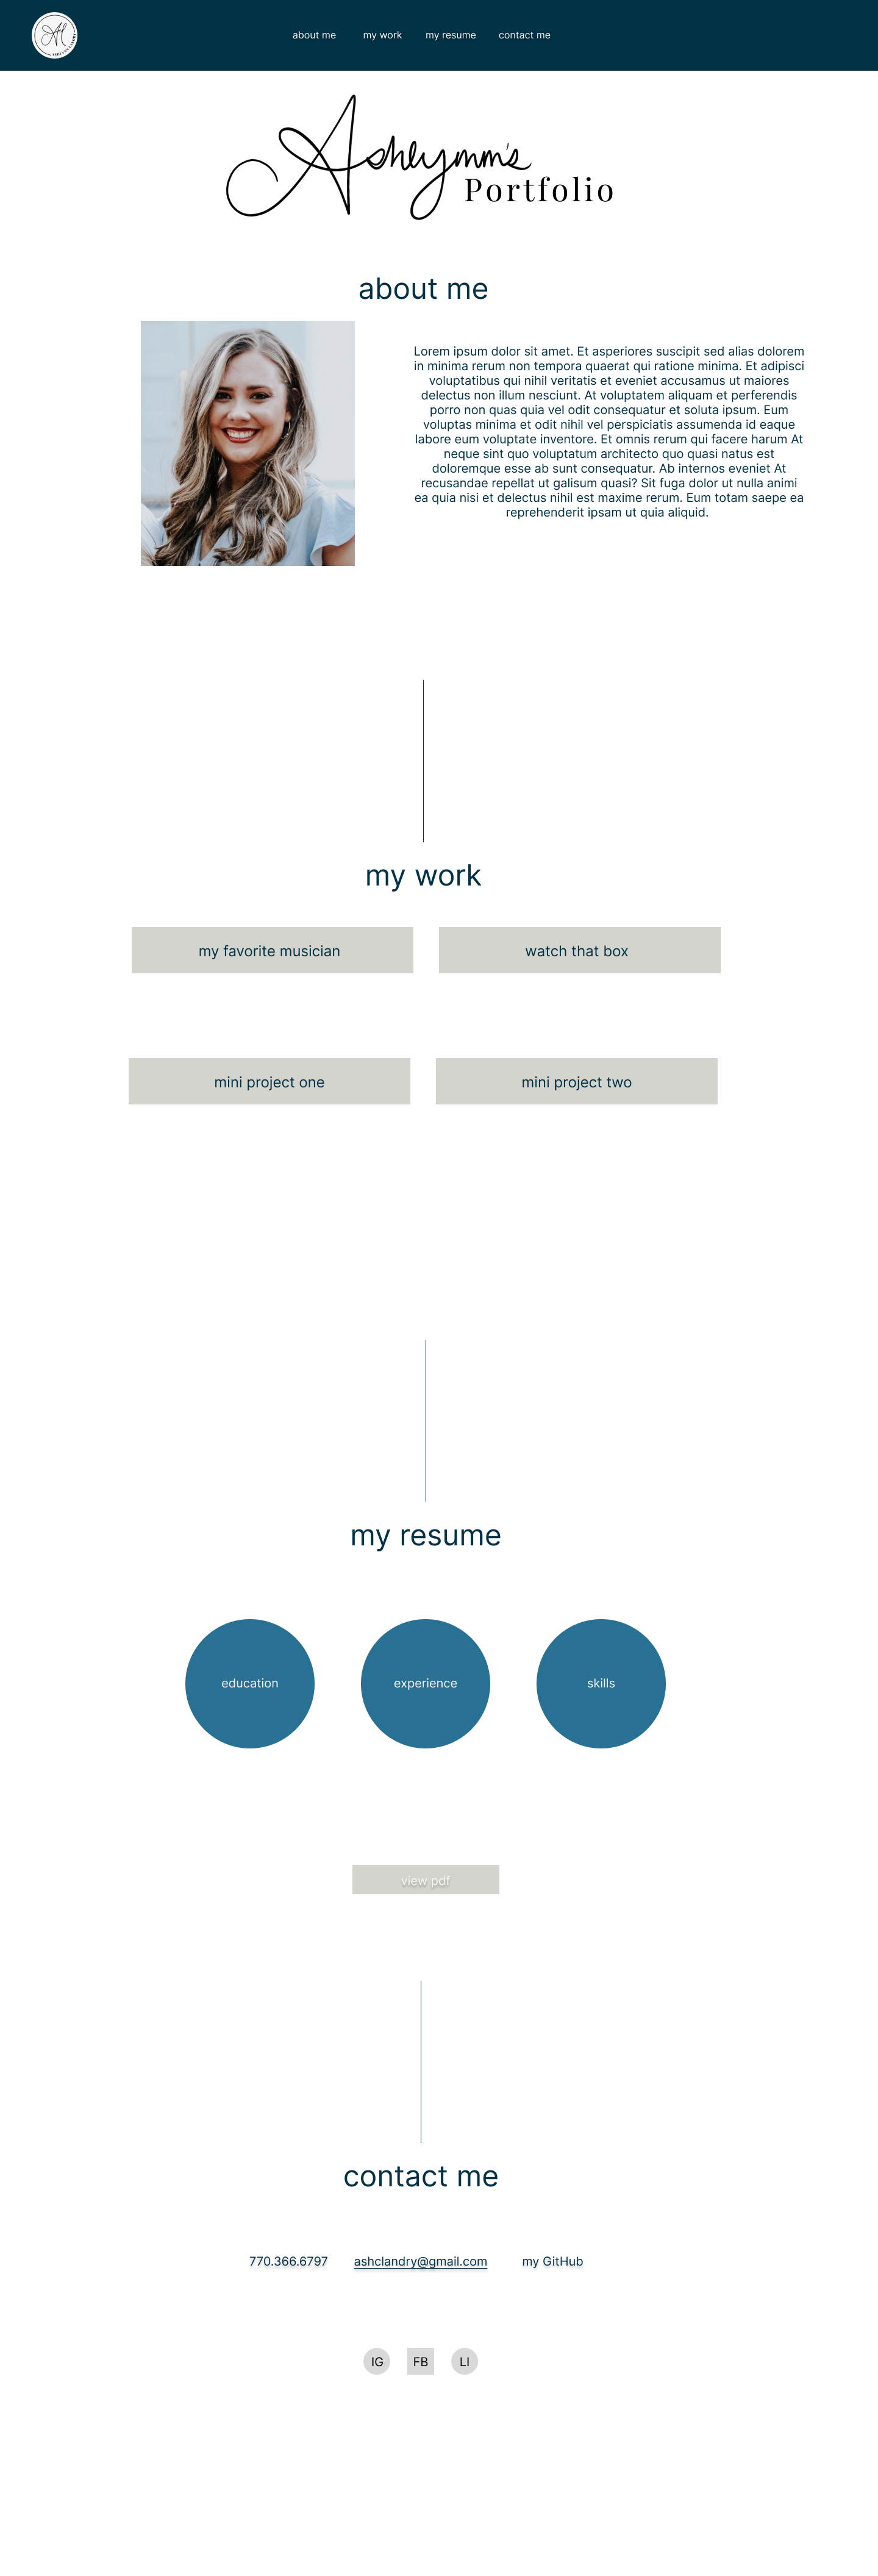 about me my work my resume contact me
Ashlynnn's
Portfolio
about me
Lorem ipsum dolor sit amet. Et asperiores suscipit sed alias dolorem
in minima rerum non tempora quaerat qui ratione minima. Et adipisci
voluptatibus qui nihil veritatis et eveniet accusamus ut maiores
delectus non illum nesciunt. At voluptatem aliquam et perferendis
porro non quas quia vel odit consequatur et soluta ipsum. Eum
voluptas minima et odit nihil vel perspiciatis assumenda id eaque
labore eum voluptate inventore. Et omnis rerum qui facere harum At
neque sint quo voluptatum architecto quo quasi natus est
doloremque esse ab sunt consequatur. Ab internos eveniet At
recusandae repellat ut galisum quasi? Sit fuga dolor ut nulla animi
ea quia nisi et delectus nihil est maxime rerum. Eum totam saepe ea
reprehenderit ipsam ut quia aliquid.
my work
my favorite musician watch that box
mini project one mini project two
my resume
education experience skills
view pdf
contact me
770.366.6797 ashclandry@gmail.com my GitHub
IG FB LI